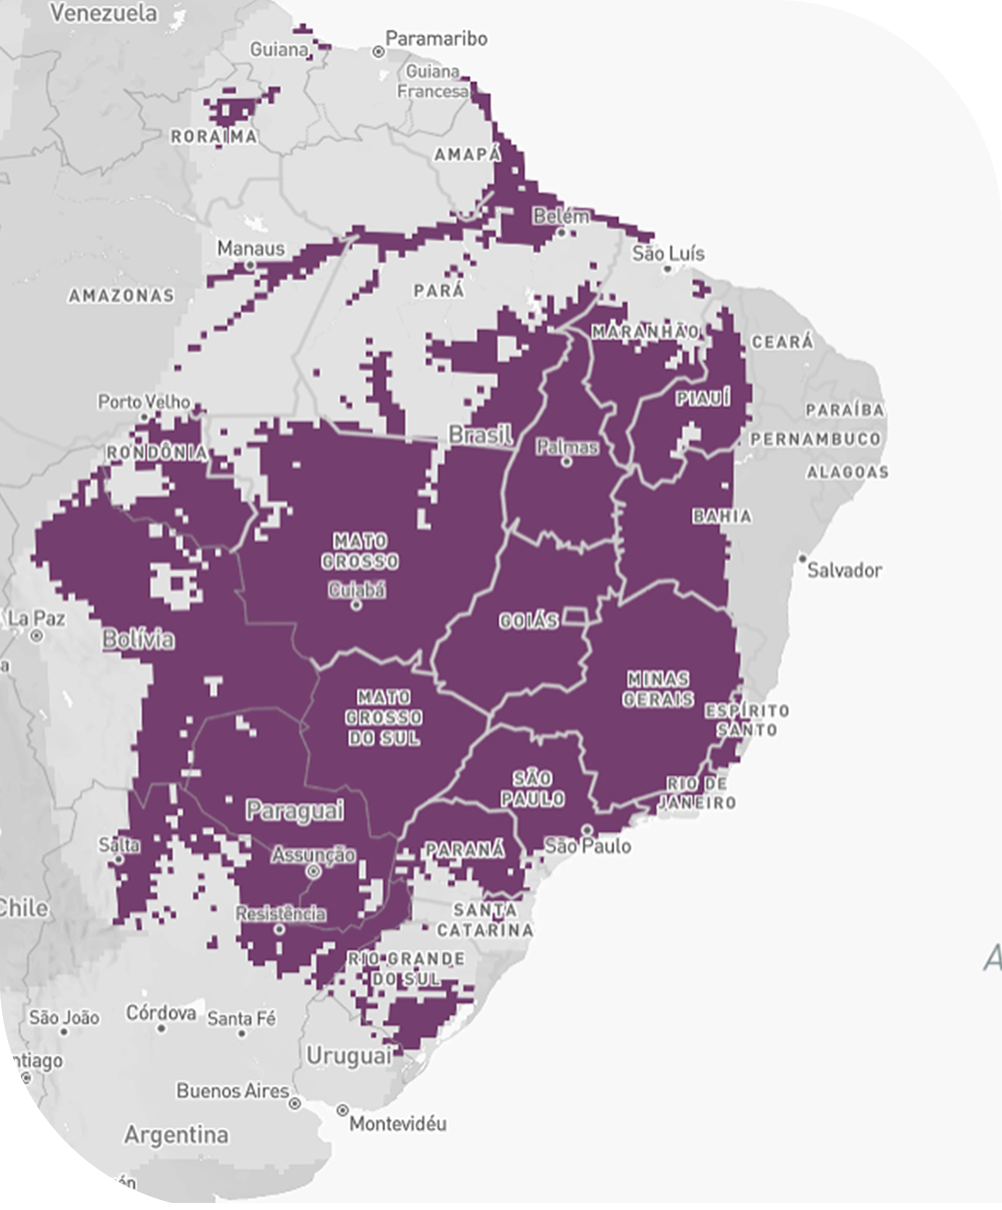 Venezuela
Paramaribo
Guiana
Guiana
Francesa
RORAIMA
AMAPÁ
Belém
Manaus
São Luís
AMAZONAS
PARÁ
MARANHÃO
CEARÁ
Porto Velho
PIAUÍ
PARAÍBA
Brasil
Palmas
PERNAMBUCO
RONDÔNIA
ALAGOAS
BAHIA
MATO
GROSSO
Salvador
Cuiabá
La Paz
GOIÁS
Bolívia
a
MINAS
GERAIS
MATO
GROSSO
DO SUL
ESPÍRITO
SANTO
SÃO
PAULO
RIO DE
JANEIRO
Paraguai
Salta
Assunção
PARANÁ
São Paulo
Chile
Resistência
SANTA
CATARINA
RIO GRANDE
DO SUL
A
São João
Córdova
Santa Fé
ntiago
Uruguai
Buenos Aires
Montevidéu
Argentina
én